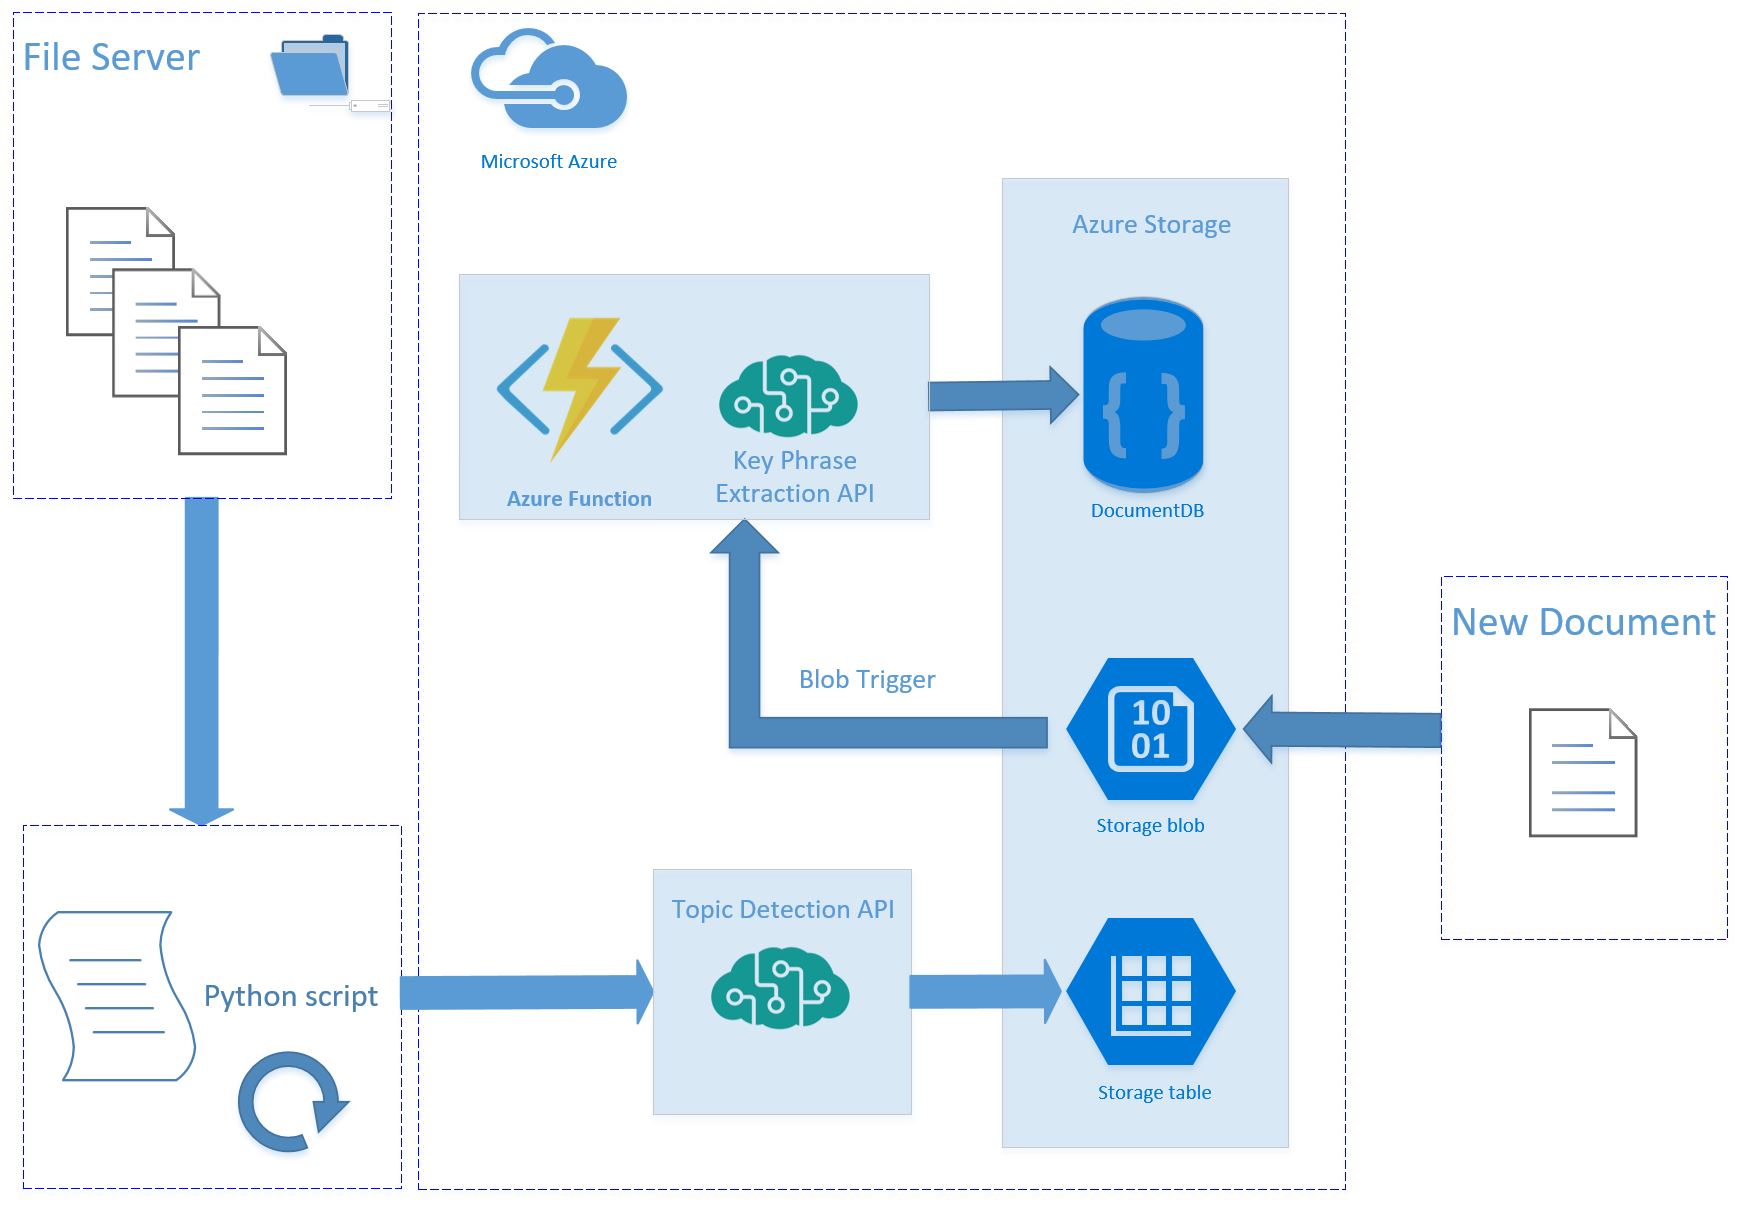 File Server
Microsoft Azure
Azure Storage
Azure Function
Key Phrase
Extraction API
{ }
DocumentDB
New Document
Blob Trigger
10
01
Storage blob
Topic Detection API
Python script
Storage table